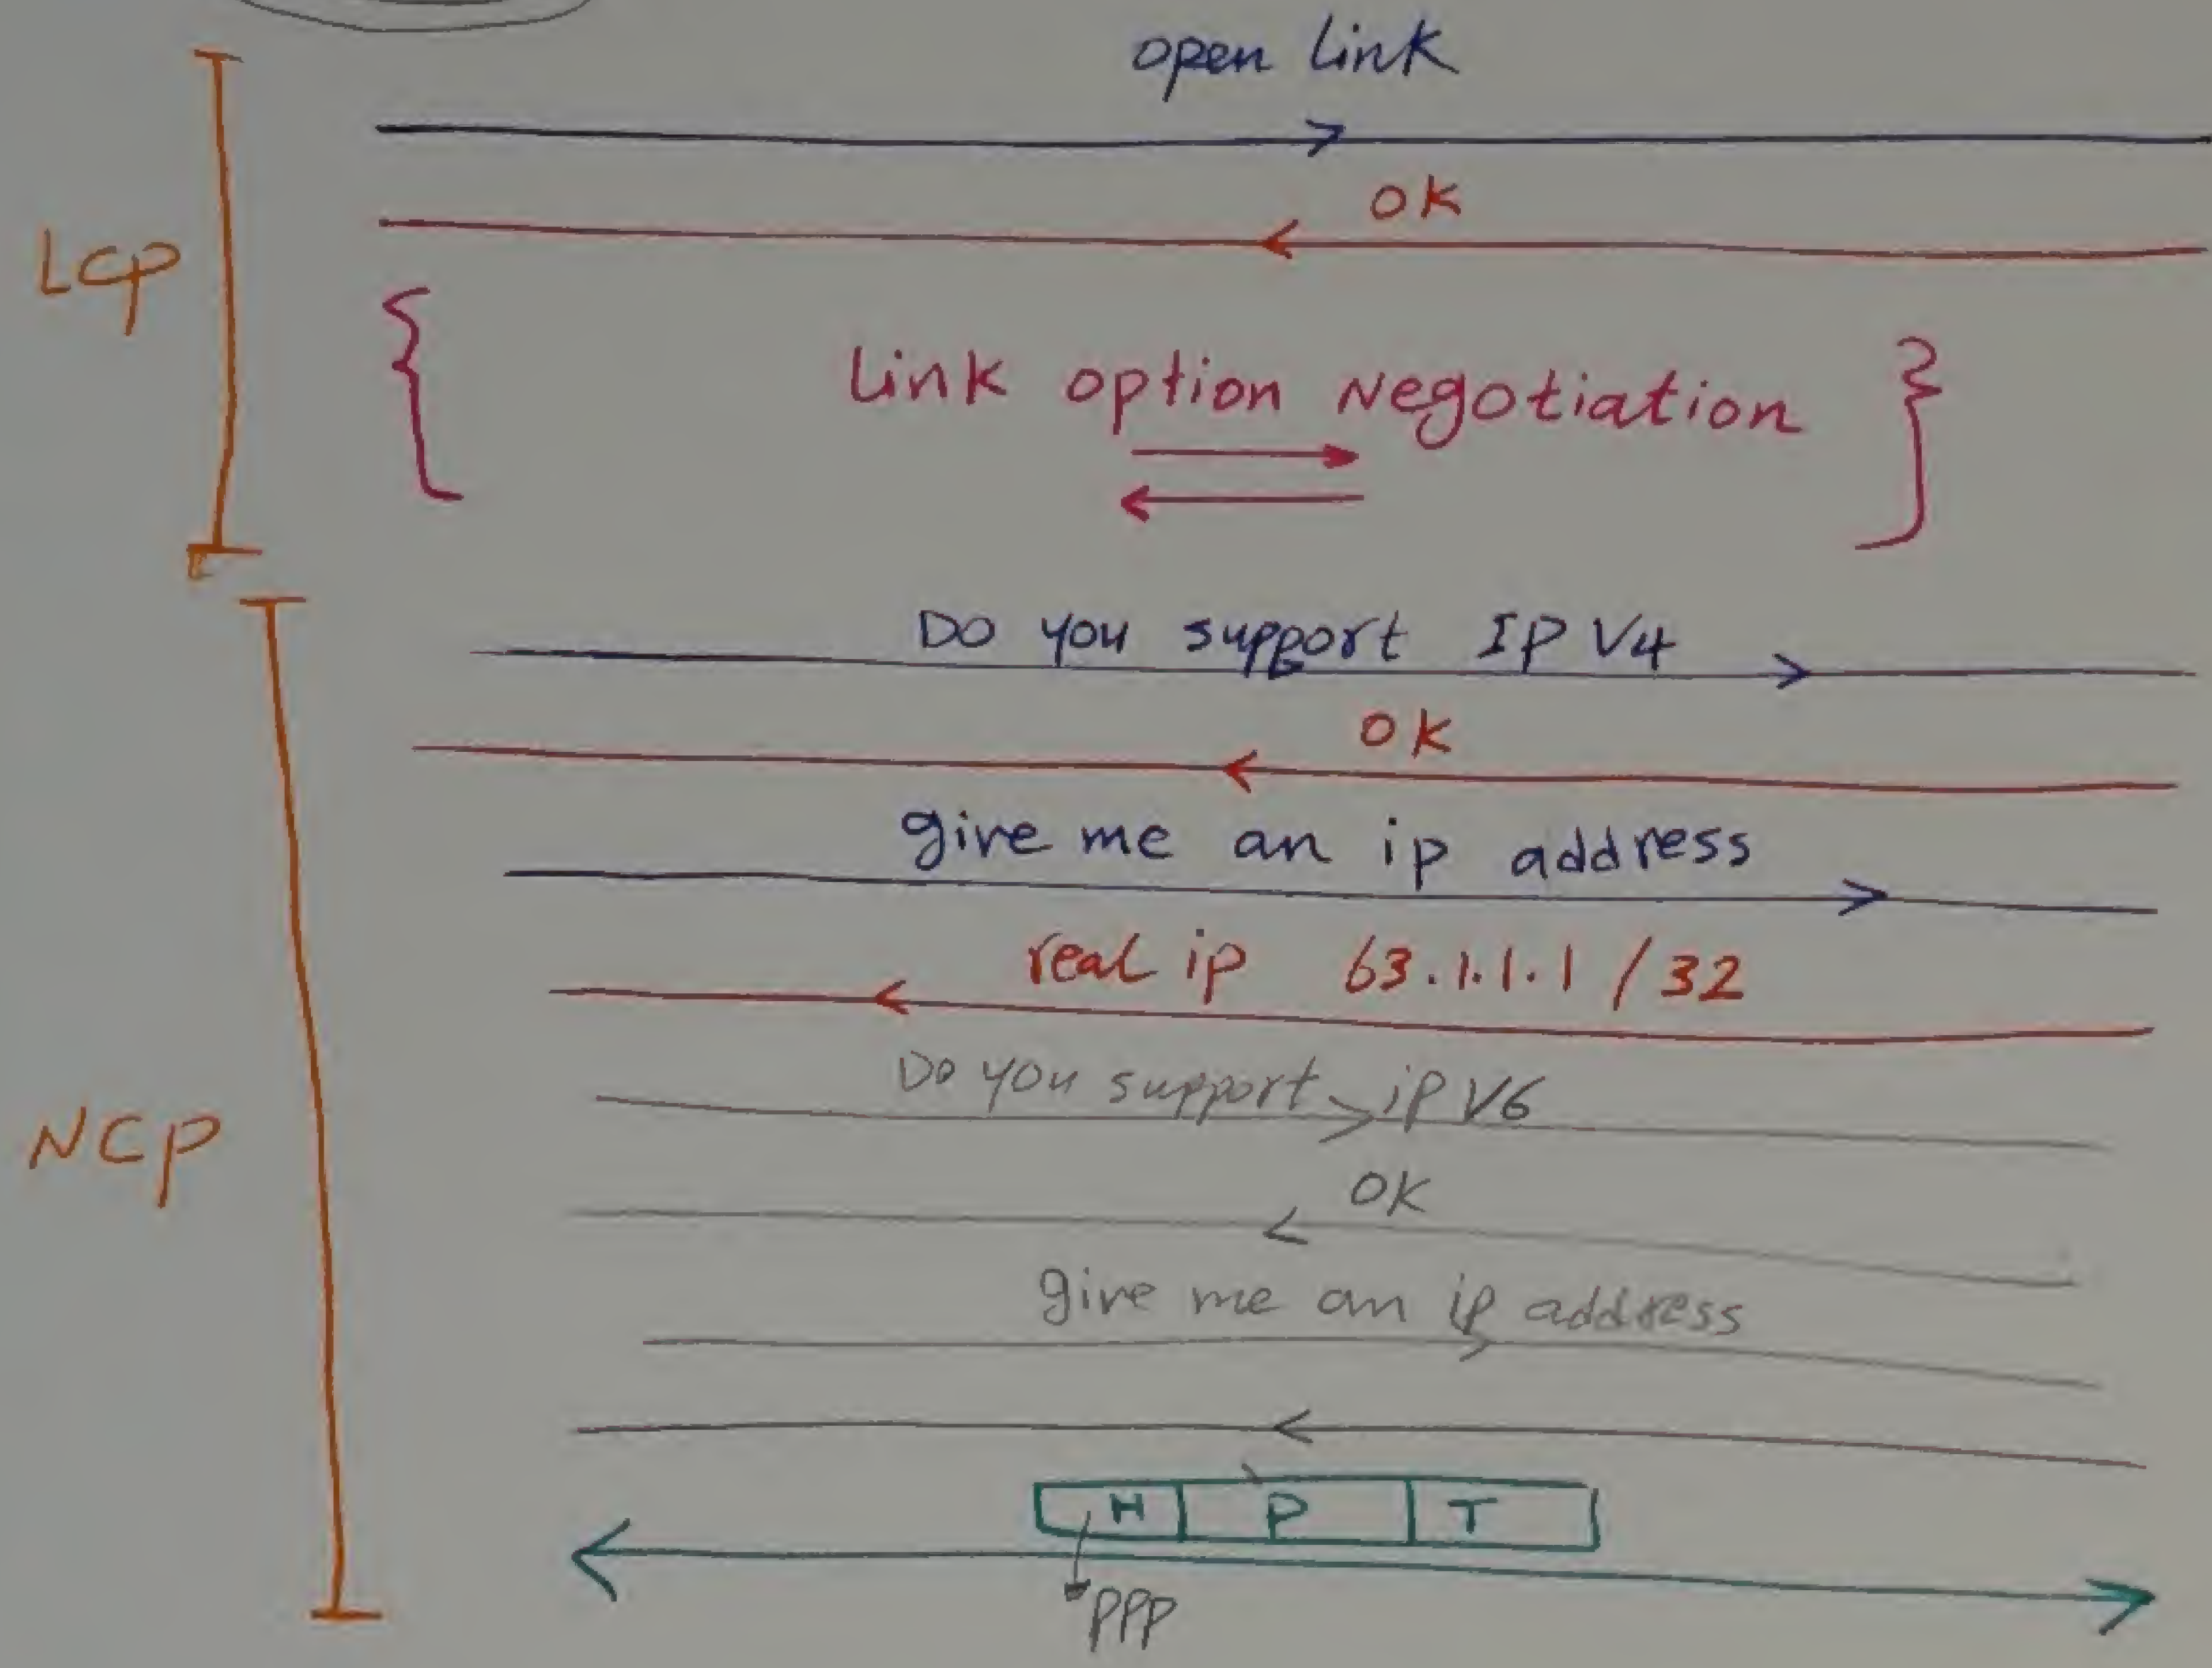 open link
OK
LCP
Link option Negotiation
Do you support IP V4
OK
give me an ip address
real ip 63.1.1.1 / 32
Do you support ip V6
NCP
OK
give me an ip address
H P T
PPP